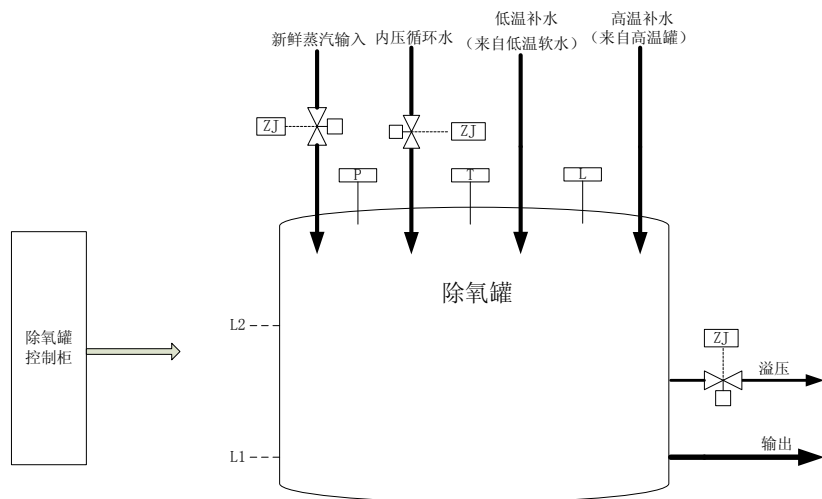 新鲜蒸汽输入
内压循环水
低温补水
（来自低温软水）
高温补水
（来自高温罐）
ZJ
ZJ
P
T
L
除氧罐
L2
除氧罐
控制柜
ZJ
溢压
L1
输出